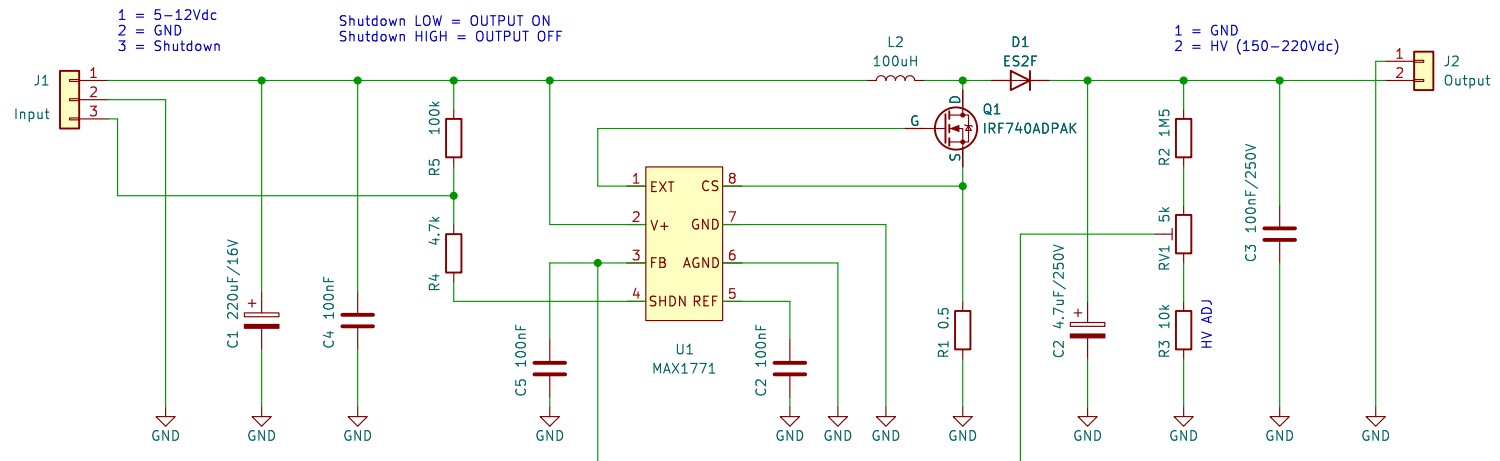 1 = 5-12Vdc
2 = GND
3 = Shutdown
Shutdown LOW = OUTPUT ON
Shutdown HIGH = OUTPUT OFF
1 = GND
2 = HV (150-220Vdc)
J1
1
2
3
Input
L2
100uH
D1
ES2F
1
2
J2
Output
D
G
S
Q1
IRF740ADPAK
R5 100k
R4 4.7k
R2 1M5
RV1 5k
R3 10k
HV ADJ
C3 100nF/250V
C1 220uF/16V
+
C4 100nF
1 EXT
2 V+
3 FB
4 SHDN
CS 8
GND 7
AGND 6
REF 5
U1
MAX1771
C5 100nF
C2 100nF
R1 0.5
C2 4.7uF/250V
+
GND
GND
GND
GND
GND
GND
GND
GND
GND
GND
GND